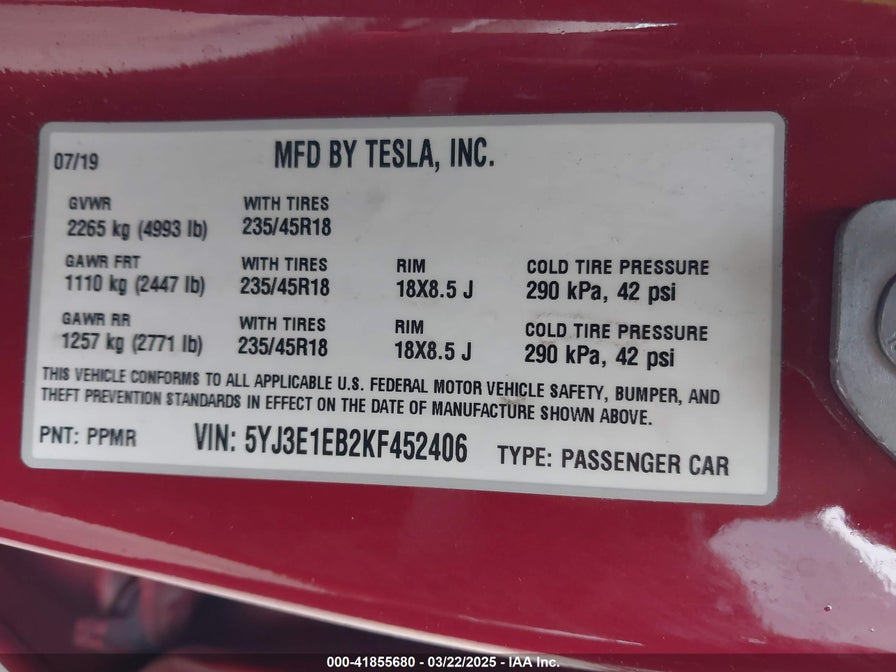 07/19 MFD BY TESLA, INC.
GVWR WITH TIRES
2265 kg (4993 lb) 235/45R18
GAWR FRT WITH TIRES RIM COLD TIRE PRESSURE
1110 kg (2447 lb) 235/45R18 18X8.5 J 290 kPa, 42 psi
GAWR RR WITH TIRES RIM COLD TIRE PRESSURE
1257 kg (2771 lb) 235/45R18 18X8.5 J 290 kPa, 42 psi
THIS VEHICLE CONFORMS TO ALL APPLICABLE U.S. FEDERAL MOTOR VEHICLE SAFETY, BUMPER, AND
THEFT PREVENTION STANDARDS IN EFFECT ON THE DATE OF MANUFACTURE SHOWN ABOVE.
PNT: PPMR VIN: 5YJ3E1EB2KF452406 TYPE: PASSENGER CAR
000-41855680 - 03/22/2025 - IAA Inc.